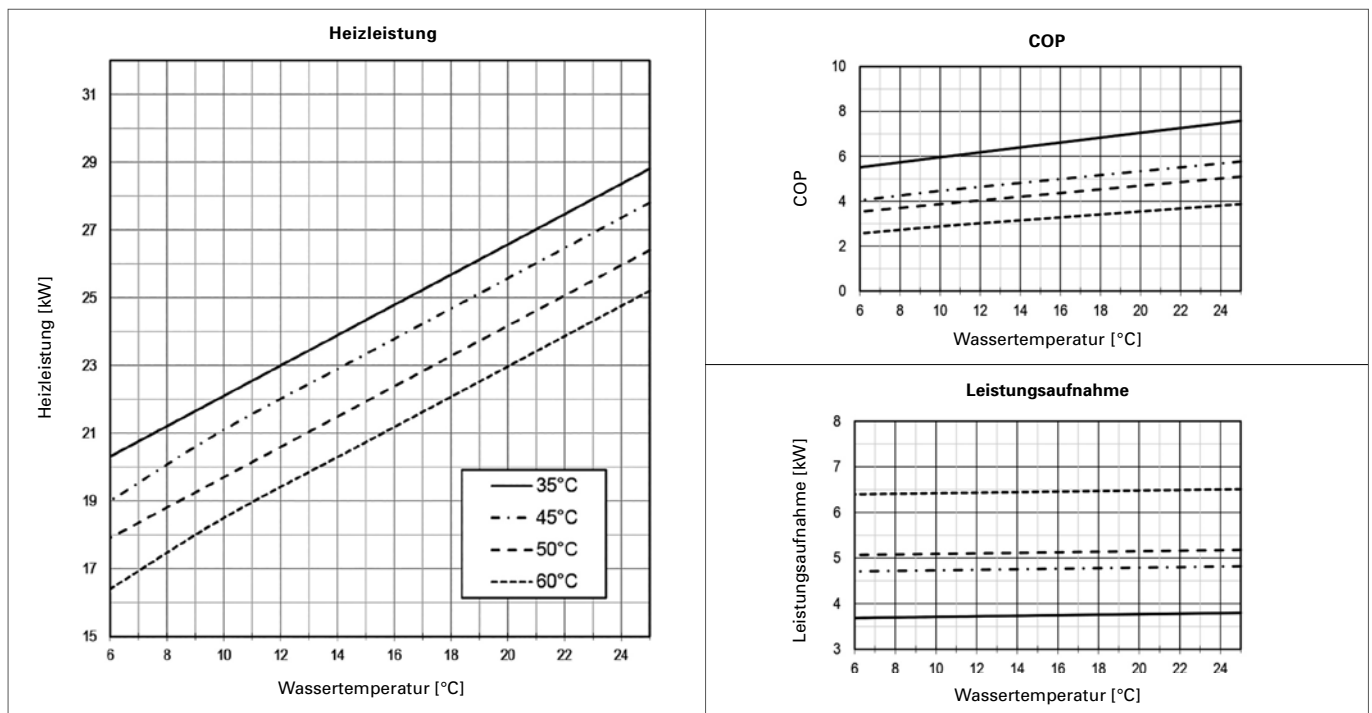 Heizleistung
Heizleistung [kW]
31
29
27
25
23
21
19
17
15
6 8 10 12 14 16 18 20 22 24
Wassertemperatur [°C]
35°C
45°C
50°C
60°C
COP
COP
10
8
6
4
2
0
6 8 10 12 14 16 18 20 22 24
Wassertemperatur [°C]
Leistungsaufnahme
Leistungsaufnahme [kW]
8
7
6
5
4
3
6 8 10 12 14 16 18 20 22 24
Wassertemperatur [°C]